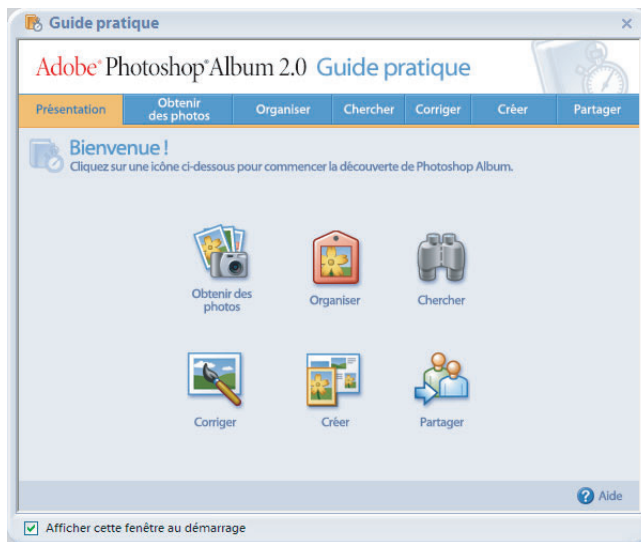 Guide pratique
Adobe® Photoshop® Album 2.0 Guide pratique
Présentation
Obtenir
des photos
Organiser
Chercher
Corriger
Créer
Partager
Bienvenue !
Cliquez sur une icône ci-dessous pour commencer la découverte de Photoshop Album.
Obtenir des
photos
Organiser
Chercher
Corriger
Créer
Partager
? Aide
Afficher cette fenêtre au démarrage